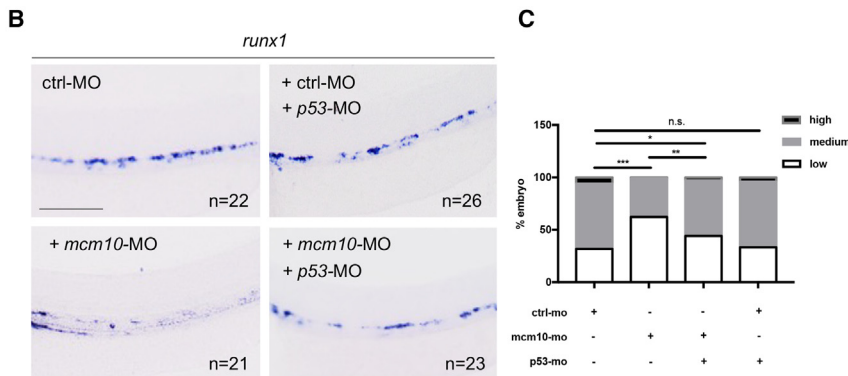 B
runx1
ctrl-MO
+ ctrl-MO
+ p53-MO
n=22
n=26
+ mcm10-MO
+ mcm10-MO
+ p53-MO
n=21
n=23
C
n.s.
*
**
***
150
100
50
0
% embryo
high
medium
low
ctrl-mo + - - +
mcm10-mo - + + -
p53-mo - - + +